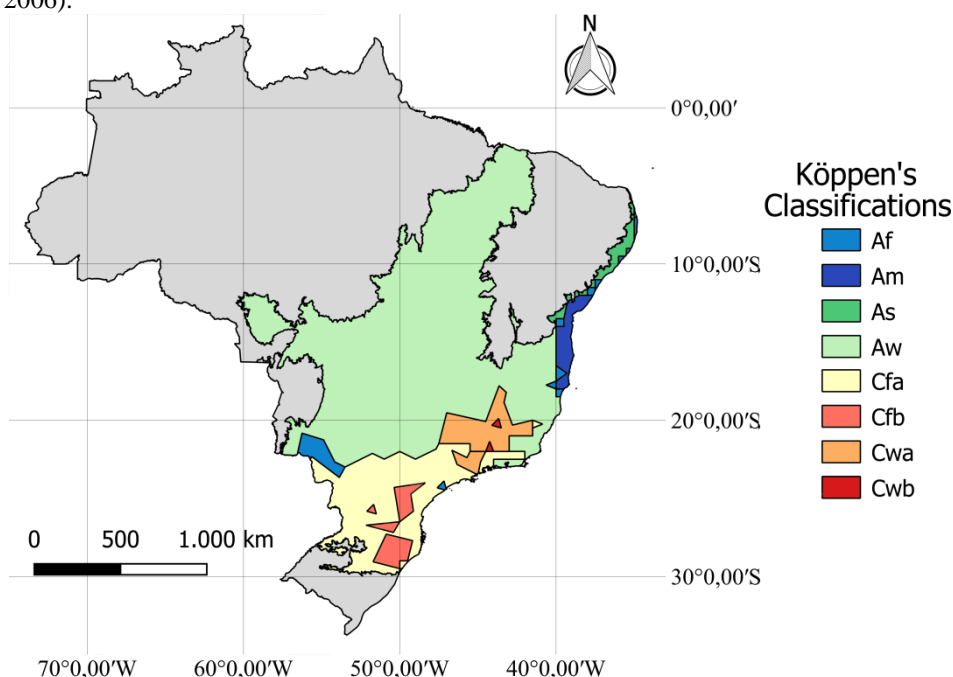 2006).
N
0°0,00′
10°0,00′S
20°0,00′S
30°0,00′S
Köppen's
Classifications
Af
Am
As
Aw
Cfa
Cfb
Cwa
Cwb
0 500 1.000 km
70°0,00′W 60°0,00′W 50°0,00′W 40°0,00′W